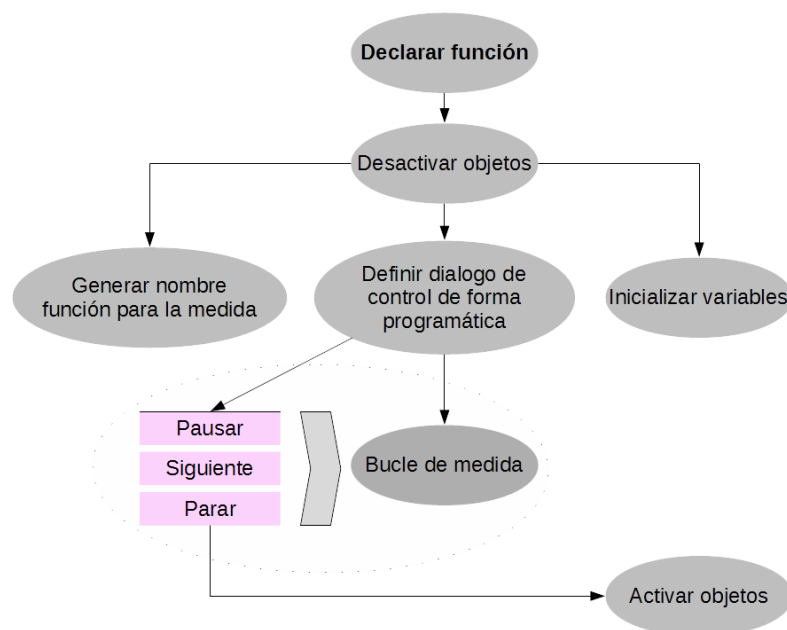 Declarar función
Desactivar objetos
Generar nombre
función para la medida
Definir dialogo de
control de forma
programática
Inicializar variables
Pausar
Siguiente
Parar
Bucle de medida
Activar objetos